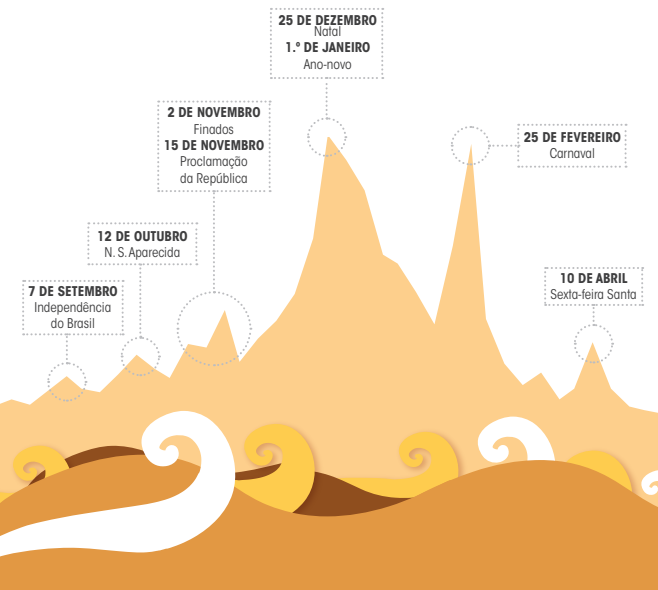 25 DE DEZEMBRO
Natal
1.º DE JANEIRO
Ano-novo
2 DE NOVEMBRO
Finados
15 DE NOVEMBRO
Proclamação
da República
25 DE FEVEREIRO
Carnaval
12 DE OUTUBRO
N. S. Aparecida
7 DE SETEMBRO
Independência
do Brasil
10 DE ABRIL
Sexta-feira Santa